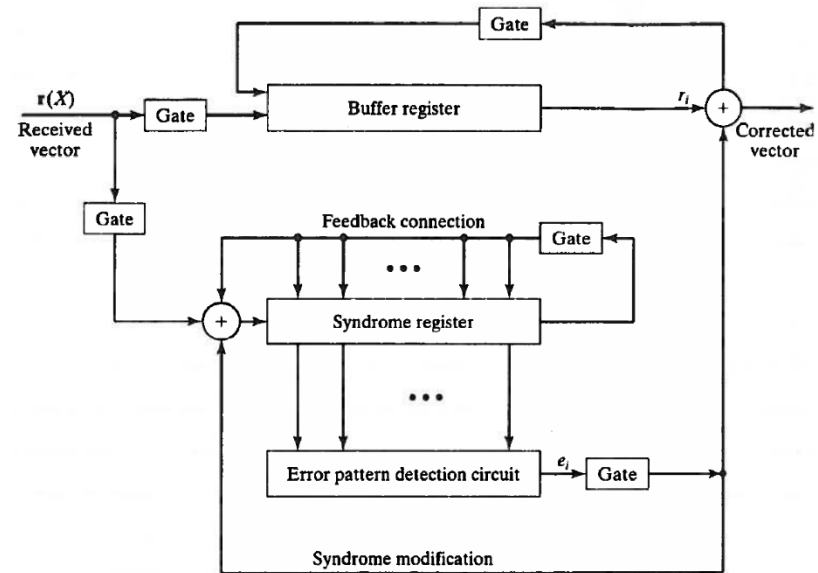 Gate
r(X)
Received
vector
Gate
Buffer register
r_i
+
Corrected
vector
Gate
Feedback connection
Gate
•••
+
Syndrome register
•••
Error pattern detection circuit
e_i
Gate
Syndrome modification